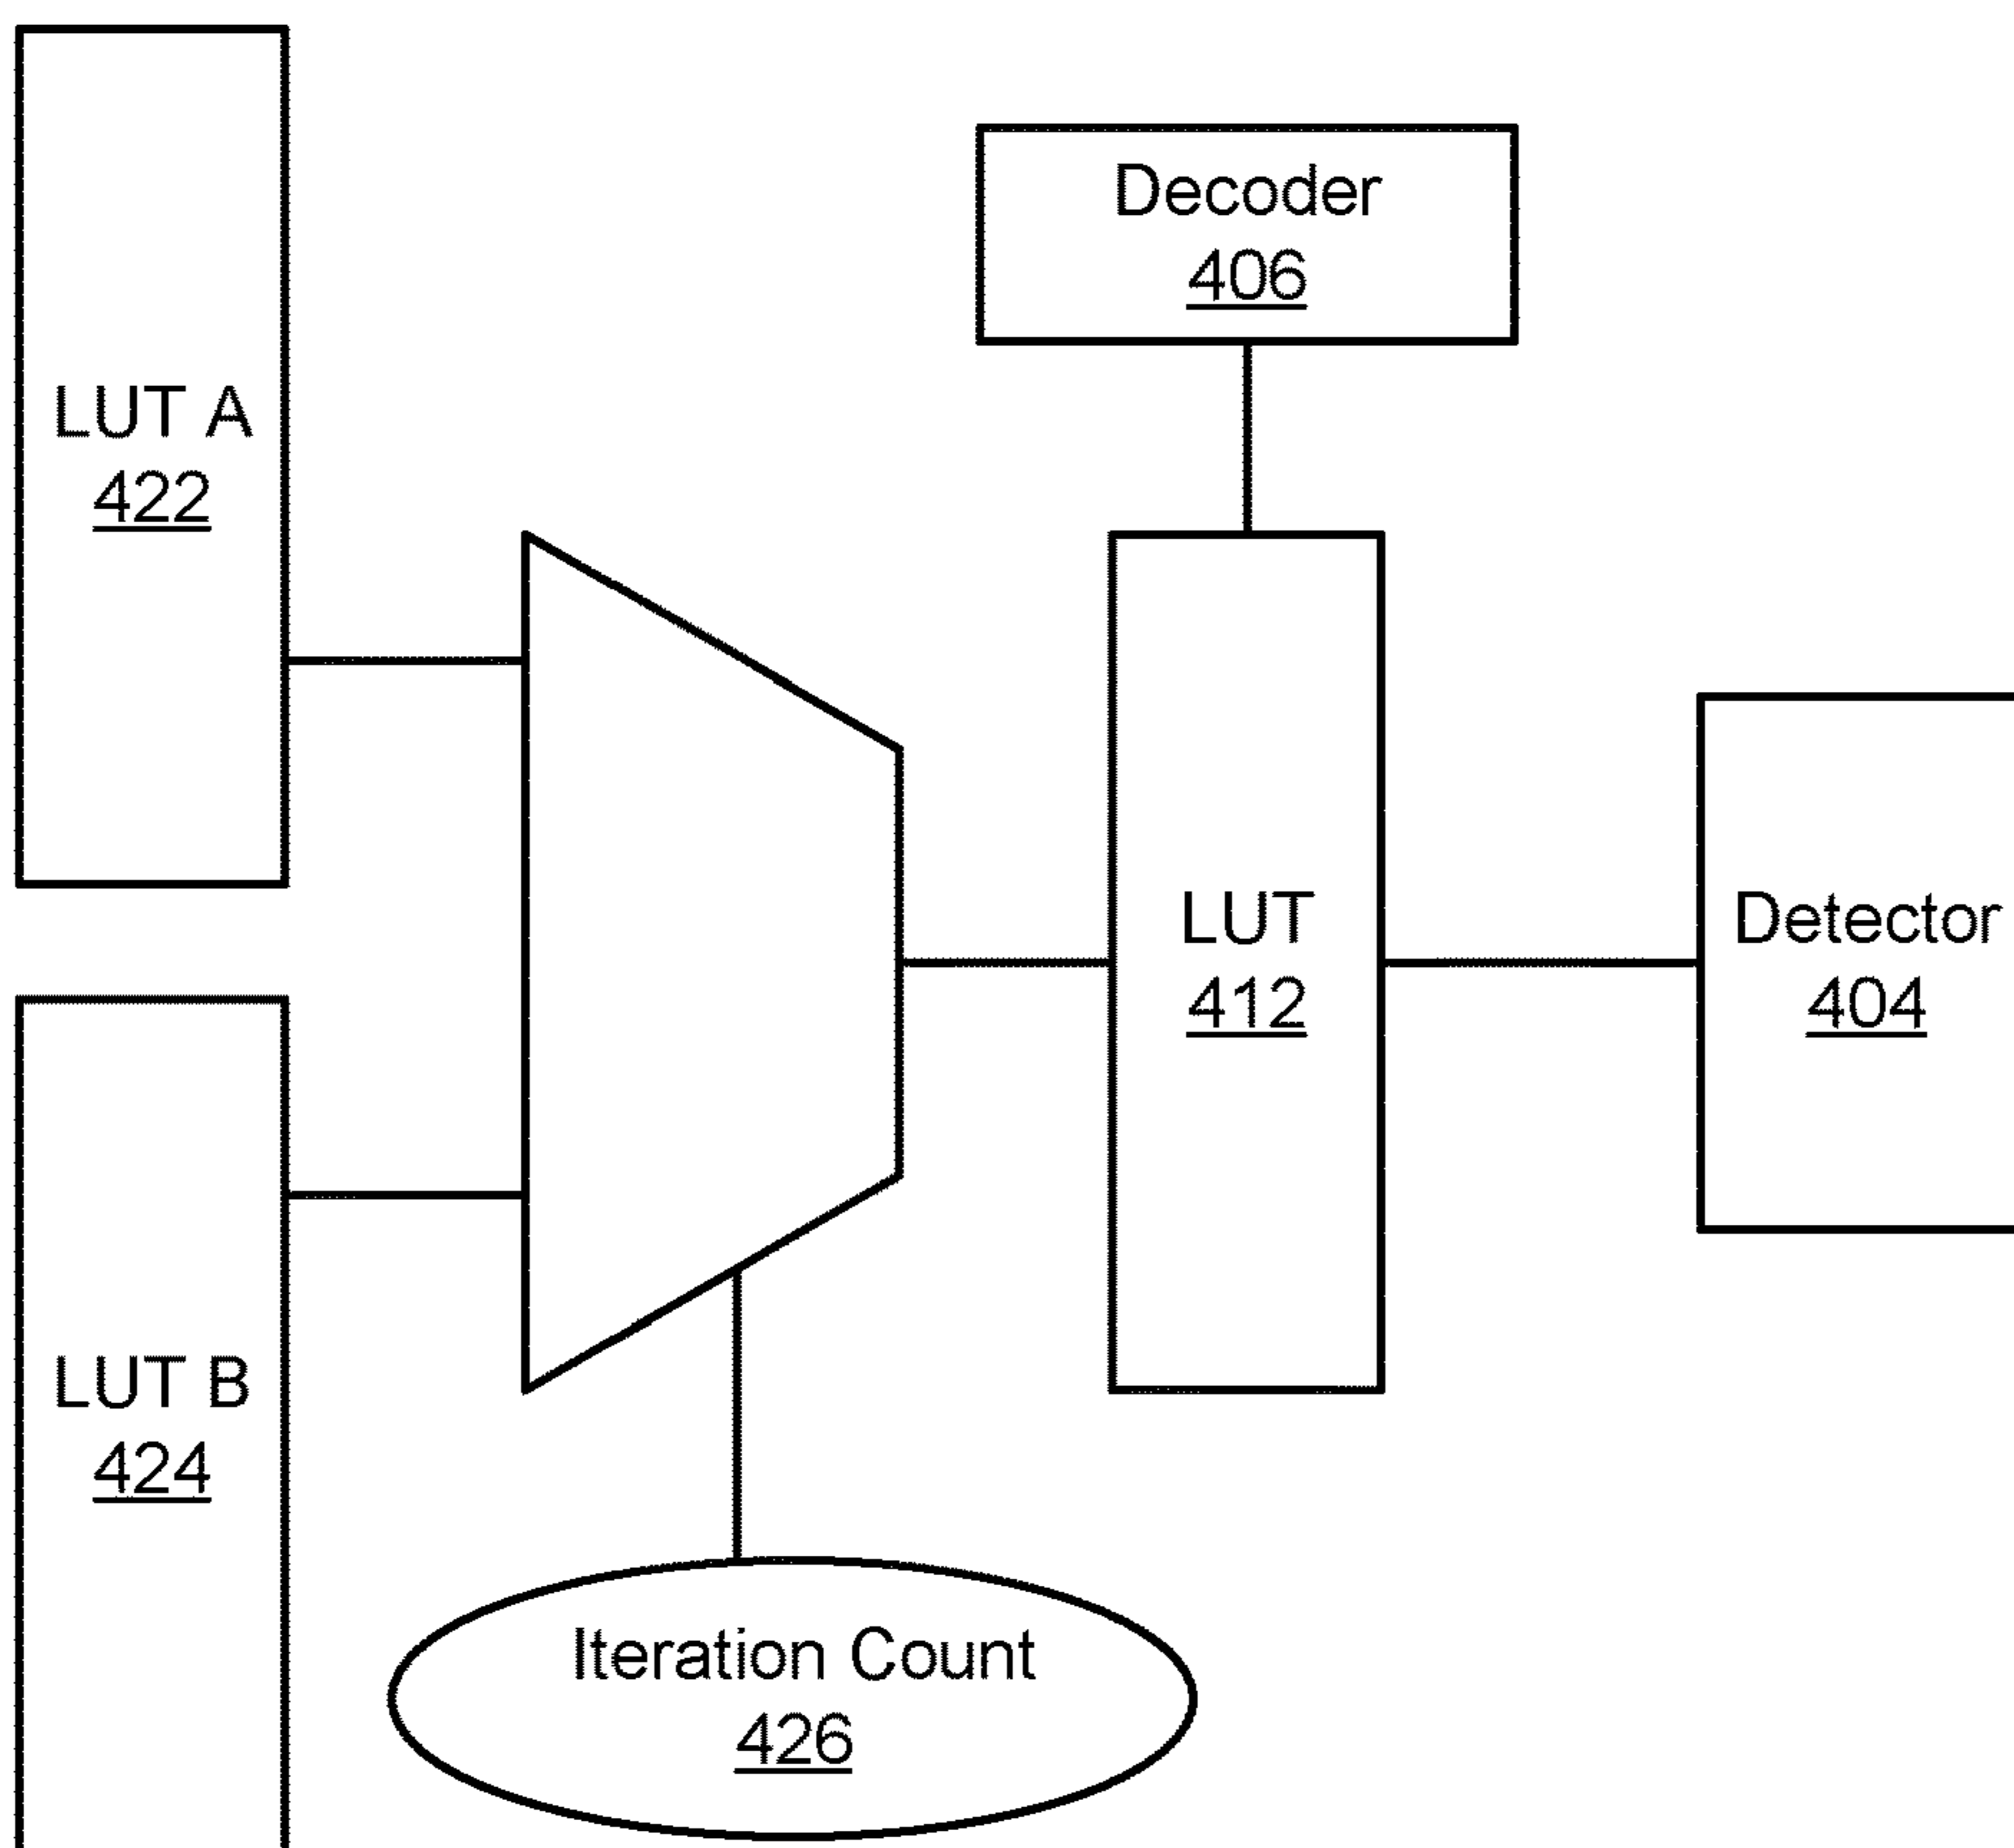 Decoder
406
LUT A
422
LUT
412
Detector
404
LUT B
424
Iteration Count
426